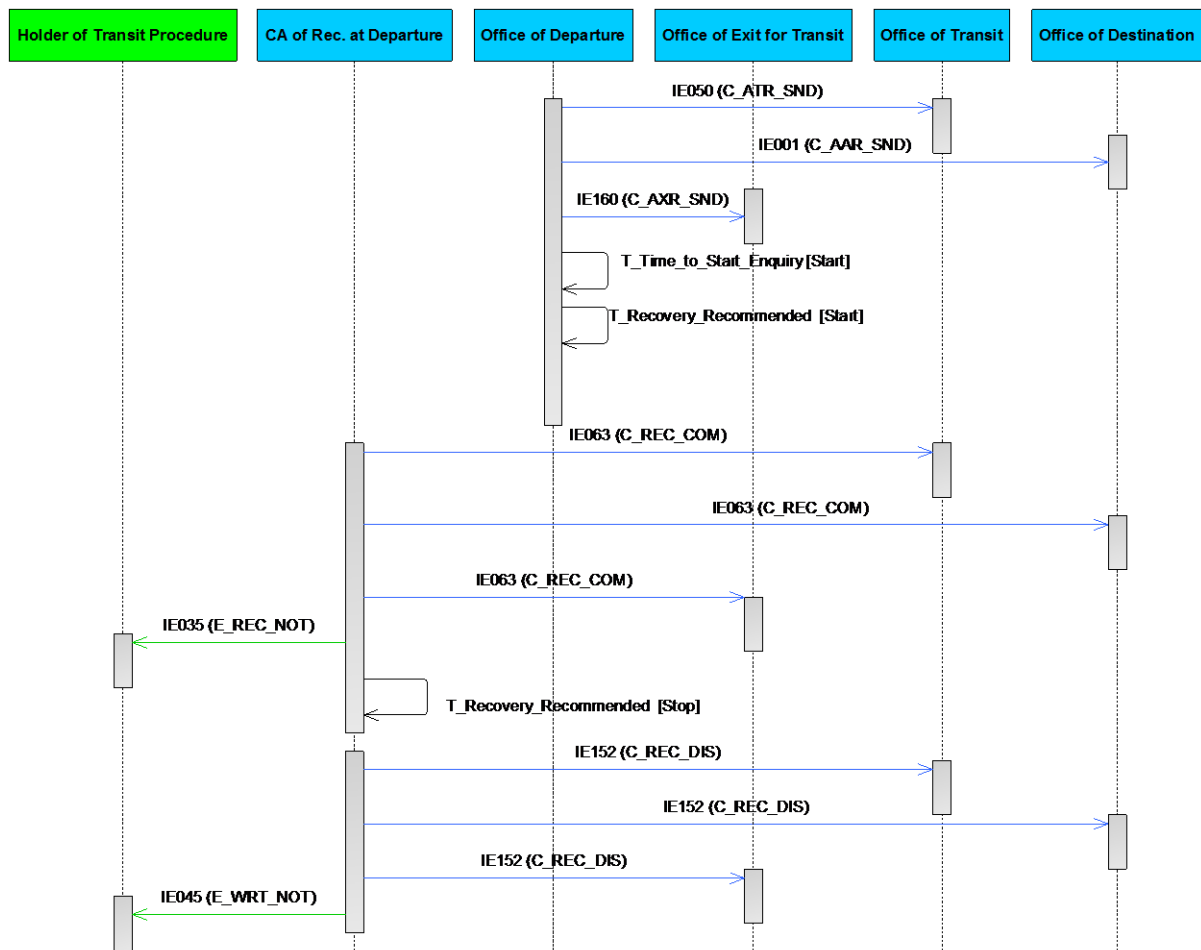 Holder of Transit Procedure
CA of Rec. at Departure
Office of Departure
Office of Exit for Transit
Office of Transit
Office of Destination
IE050 (C_ATR_SND)
IE001 (C_AAR_SND)
IE160 (C_AXR_SND)
T_Time_to_Start_Enquiry [Start]
T_Recovery_Recommended [Start]
IE063 (C_REC_COM)
IE063 (C_REC_COM)
IE063 (C_REC_COM)
IE035 (E_REC_NOT)
T_Recovery_Recommended [Stop]
IE152 (C_REC_DIS)
IE152 (C_REC_DIS)
IE152 (C_REC_DIS)
IE045 (E_WRT_NOT)